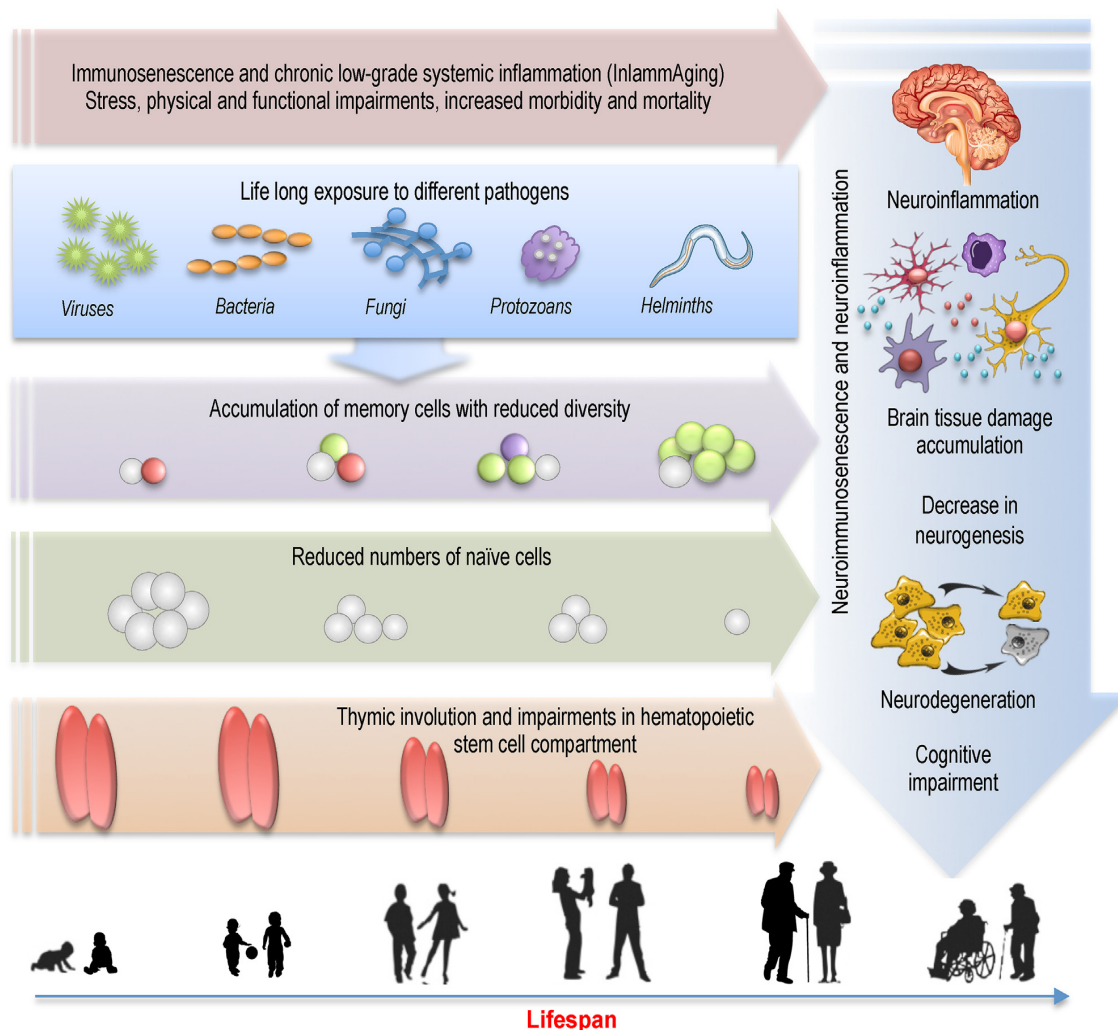 Immunosenescence and chronic low-grade systemic inflammation (InlammAging)
Stress, physical and functional impairments, increased morbidity and mortality
Life long exposure to different pathogens
Viruses
Bacteria
Fungi
Protozoans
Helminths
Accumulation of memory cells with reduced diversity
Reduced numbers of naïve cells
Thymic involution and impairments in hematopoietic
stem cell compartment
Neuroimmunosenescence and neuroinflammation
Neuroinflammation
Brain tissue damage
accumulation
Decrease in
neurogenesis
Neurodegeneration
Cognitive
impairment
Lifespan